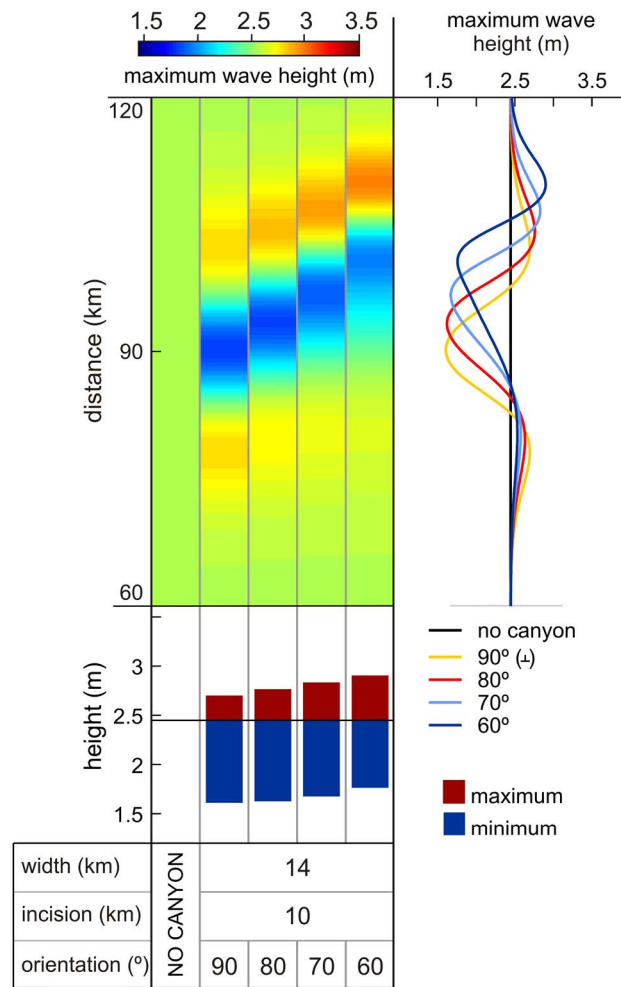 1.5 2 2.5 3 3.5
maximum wave height (m)
maximum wave
height (m)
1.5 2.5 3.5
120
90
60
distance (km)
3
2.5
2
1.5
height (m)
no canyon
90º (⊥)
80º
70º
60º
maximum
minimum
width (km) 14
incision (km) 10
orientation (º) 90 80 70 60
NO CANYON